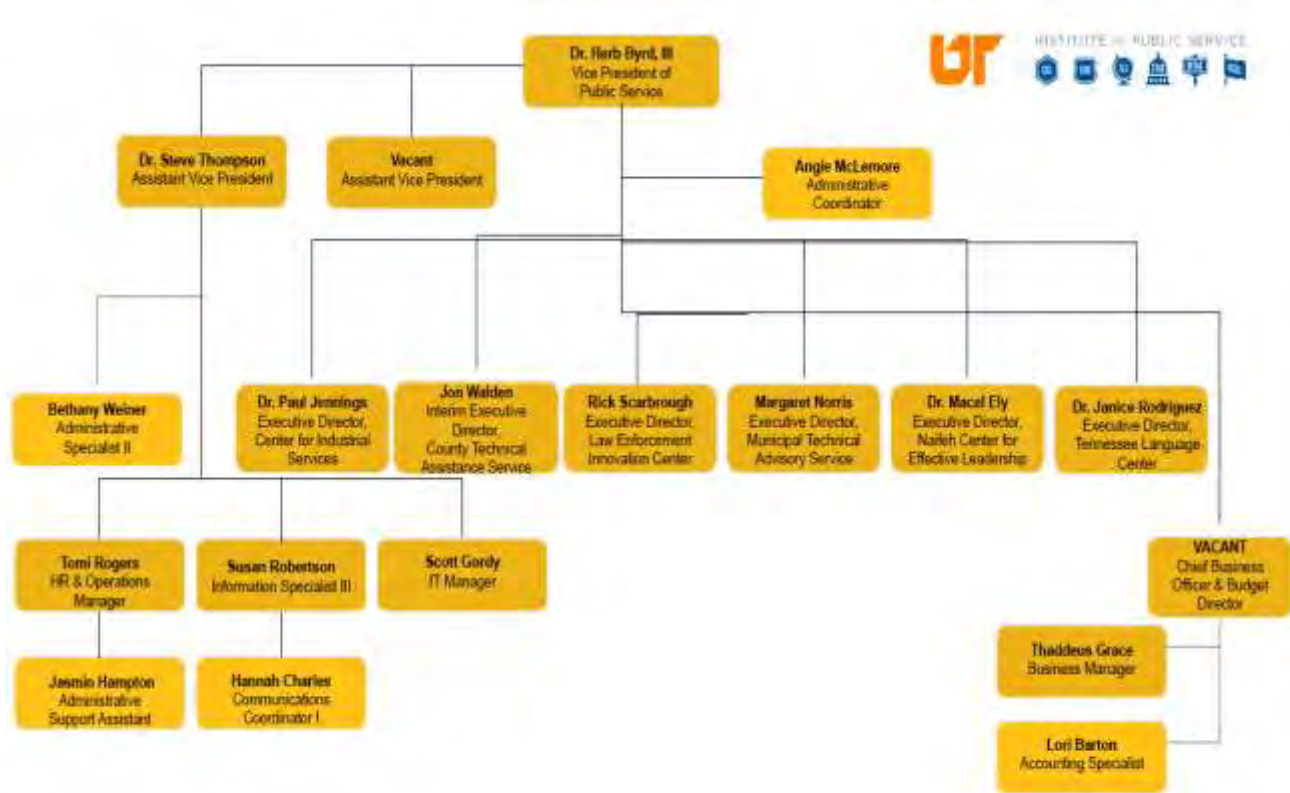 Dr. Herb Byrd, III
Vice President of
Public Service
UT
INSTITUTE of PUBLIC SERVICE
Dr. Steve Thompson
Assistant Vice President
Vacant
Assistant Vice President
Angie McLemore
Administrative
Coordinator
Bethany Weiner
Administrative
Specialist II
Dr. Paul Jennings
Executive Director,
Center for Industrial
Services
Jon Walden
Interim Executive
Director,
County Technical
Assistance Service
Rick Scarbrough
Executive Director,
Law Enforcement
Innovation Center
Margaret Norris
Executive Director,
Municipal Technical
Advisory Service
Dr. Macel Ely
Executive Director,
Naifeh Center for
Effective Leadership
Dr. Janice Rodriguez
Executive Director,
Tennessee Language
Center
Tomi Rogers
HR & Operations
Manager
Susan Robertson
Information Specialist III
Scott Gordy
IT Manager
VACANT
Chief Business
Officer & Budget
Director
Jasmin Hampton
Administrative
Support Assistant
Hannah Charles
Communications
Coordinator I
Thaddeus Grace
Business Manager
Lori Barton
Accounting Specialist